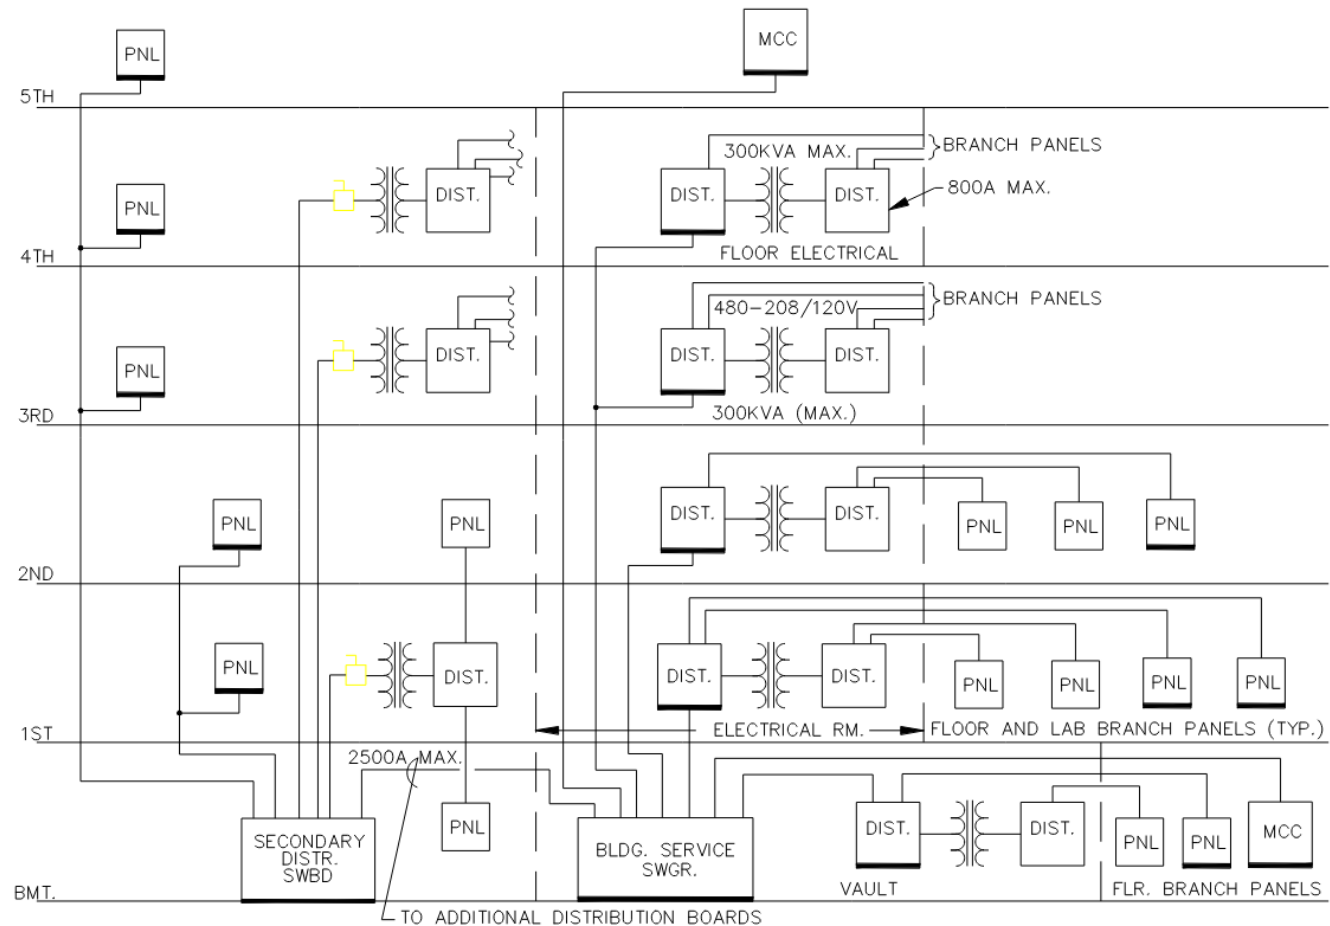 MCC
PNL
5TH
300KVA MAX.
BRANCH PANELS
PNL
DIST.
DIST.
DIST.
800A MAX.
4TH
FLOOR ELECTRICAL
480-208/120V
BRANCH PANELS
PNL
DIST.
DIST.
DIST.
3RD
300KVA (MAX.)
PNL
PNL
DIST.
DIST.
PNL
PNL
PNL
2ND
PNL
DIST.
DIST.
DIST.
PNL
PNL
PNL
PNL
1ST
ELECTRICAL RM.
FLOOR AND LAB BRANCH PANELS (TYP.)
2500A MAX.
SECONDARY
DISTR.
SWBD
PNL
BLDG. SERVICE
SWGR.
DIST.
DIST.
PNL
PNL
MCC
BMT.
VAULT
FLR. BRANCH PANELS
TO ADDITIONAL DISTRIBUTION BOARDS